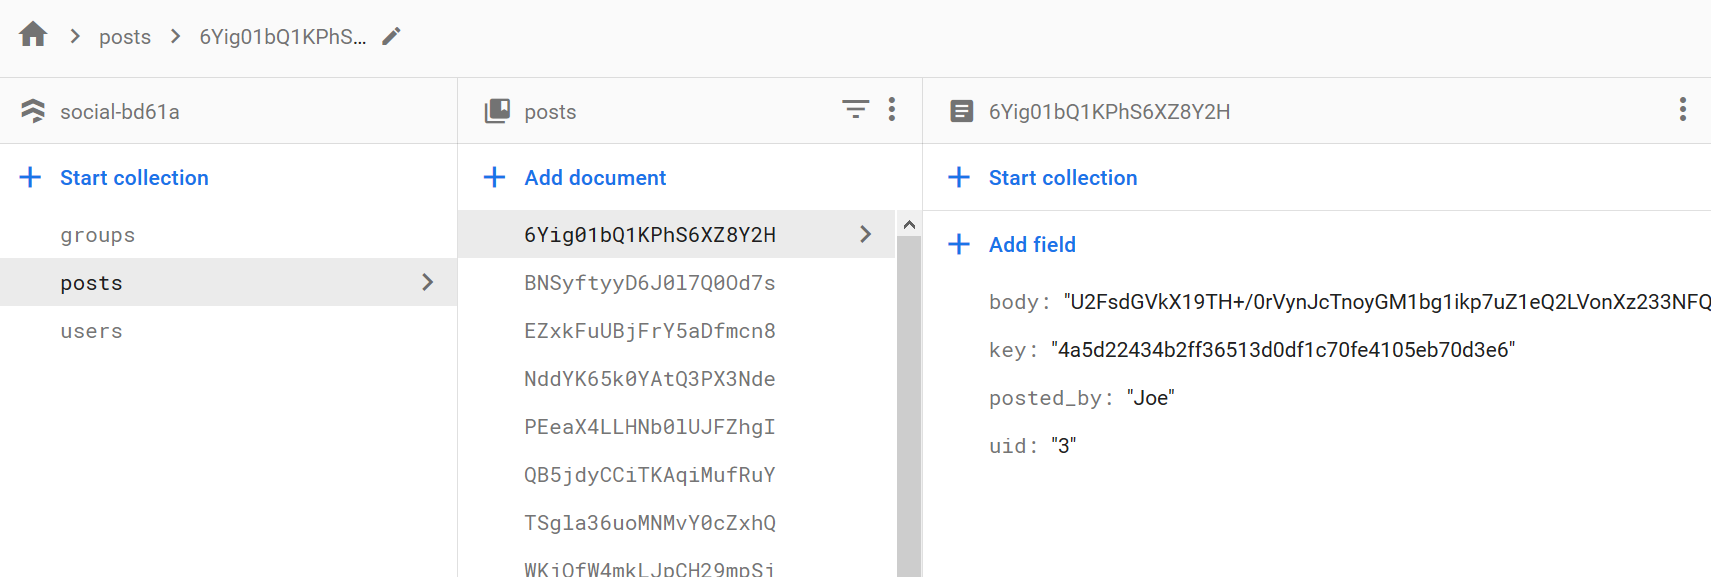 posts
6Yig01bQ1KPhS...
social-bd61a
Start collection
groups
posts
users
posts
Add document
6Yig01bQ1KPhS6XZ8Y2H
BNSyftyyD6J0l7Q0Od7s
EZxkFuUBjFrY5aDfmcn8
NddYK65k0YAtQ3PX3Nde
PEeaX4LLHNb0lUJFZhgI
QB5jdyCCiTKAqiMufRuY
TSgla36uoMNMvY0cZxhQ
WKjOfW4mkLJpCH29mpSj
6Yig01bQ1KPhS6XZ8Y2H
Start collection
Add field
body: "U2FsdGVkX19TH+/0rVynJcTnoyGM1bg1ikp7uZ1eQ2LVonXz233NFQ
key: "4a5d22434b2ff36513d0df1c70fe4105eb70d3e6"
posted_by: "Joe"
uid: "3"